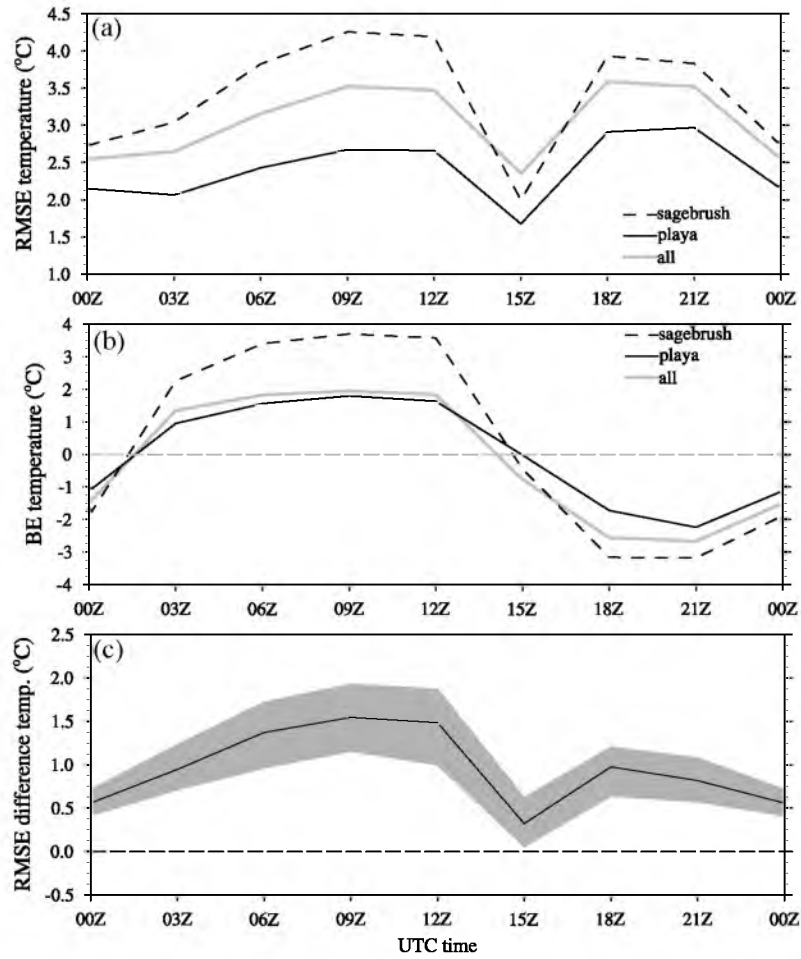 (a)
RMSE temperature (°C)
4.5
4.0
3.5
3.0
2.5
2.0
1.5
1.0
sagebrush
playa
all
00Z 03Z 06Z 09Z 12Z 15Z 18Z 21Z 00Z
(b)
BE temperature (°C)
4
3
2
1
0
-1
-2
-3
-4
sagebrush
playa
all
00Z 03Z 06Z 09Z 12Z 15Z 18Z 21Z 00Z
(c)
RMSE difference temp. (°C)
2.5
2.0
1.5
1.0
0.5
0.0
-0.5
00Z 03Z 06Z 09Z 12Z 15Z 18Z 21Z 00Z
UTC time